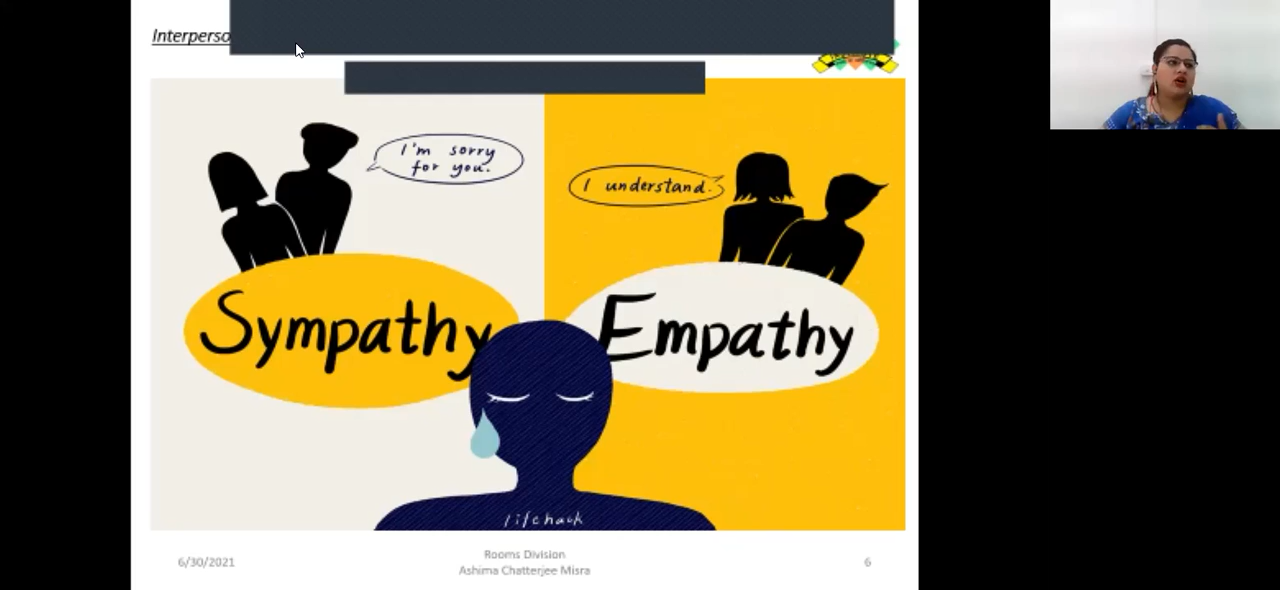 Interperso
I'm sorry
for you.
I understand.
Sympathy
Empathy
lifehack
6/30/2021
Rooms Division
Ashima Chatterjee Misra
6